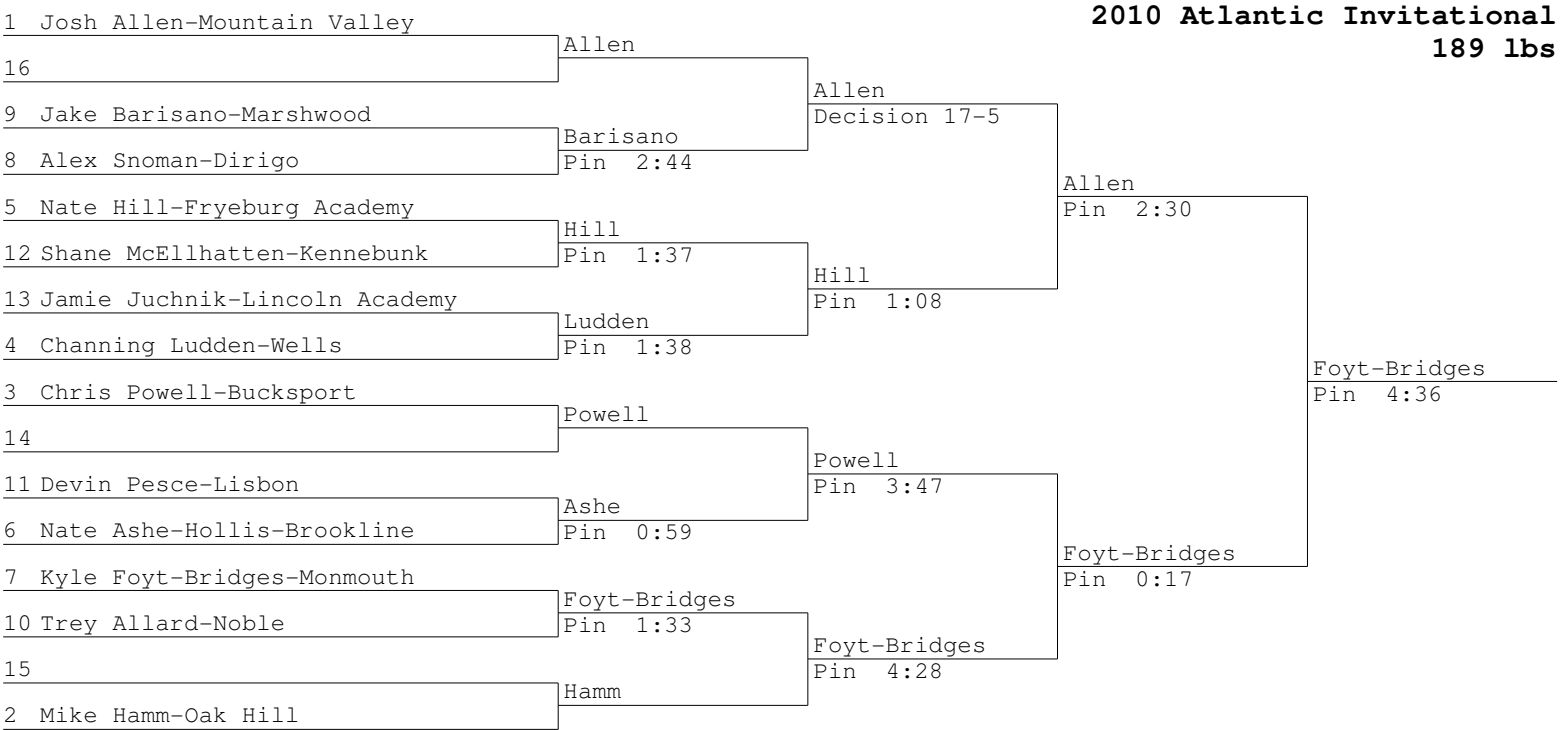 2010 Atlantic Invitational
189 lbs
1 Josh Allen-Mountain Valley
16
9 Jake Barisano-Marshwood
8 Alex Snoman-Dirigo
5 Nate Hill-Fryeburg Academy
12 Shane McEllhatten-Kennebunk
13 Jamie Juchnik-Lincoln Academy
4 Channing Ludden-Wells
3 Chris Powell-Bucksport
14
11 Devin Pesce-Lisbon
6 Nate Ashe-Hollis-Brookline
7 Kyle Foyt-Bridges-Monmouth
10 Trey Allard-Noble
15
2 Mike Hamm-Oak Hill
Allen
Barisano
Pin 2:44
Hill
Pin 1:37
Ludden
Pin 1:38
Powell
Ashe
Pin 0:59
Foyt-Bridges
Pin 1:33
Hamm
Allen
Decision 17-5
Hill
Pin 1:08
Powell
Pin 3:47
Foyt-Bridges
Pin 4:28
Allen
Pin 2:30
Foyt-Bridges
Pin 0:17
Foyt-Bridges
Pin 4:36